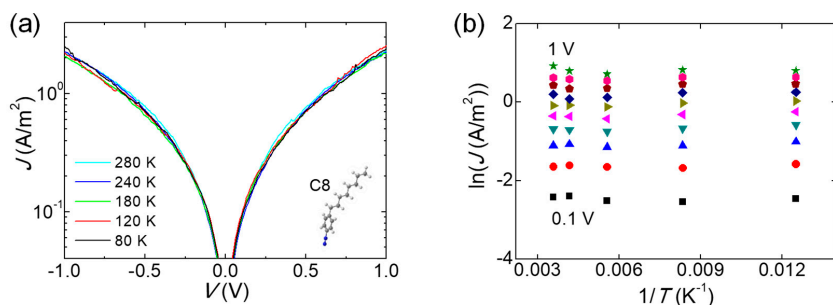 (a)
10⁰
10⁻¹
J (A/m²)
280 K
240 K
180 K
120 K
80 K
C8
-1.0 -0.5 0.0 0.5 1.0
V (V)
(b)
2
0
-2
-4
ln(J (A/m²))
1 V
0.1 V
0.003 0.006 0.009 0.012
1/T (K⁻¹)